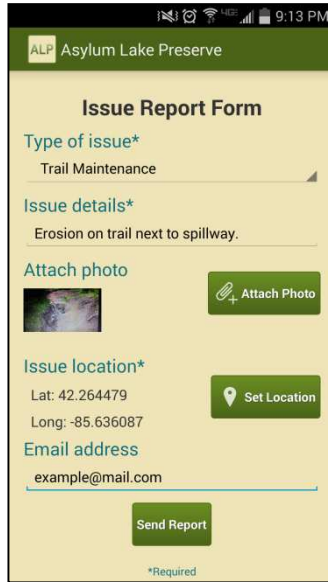 4G 9:13 PM
ALP Asylum Lake Preserve
Issue Report Form
Type of issue*
Trail Maintenance
Issue details*
Erosion on trail next to spillway.
Attach photo
Attach Photo
Issue location*
Lat: 42.264479
Set Location
Long: -85.636087
Email address
example@mail.com
Send Report
*Required